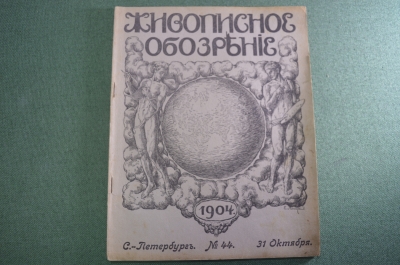 ЖИВОПИСНОЕ
ОБОЗРѢНІЕ
1904.
С.-Петербургъ. № 44. 31 Октября.